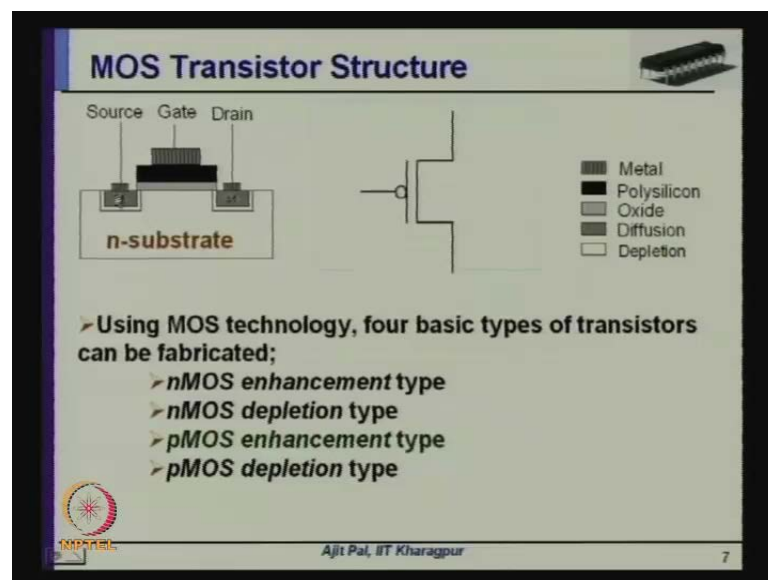 MOS Transistor Structure
Source Gate Drain
n-substrate
Metal
Polysilicon
Oxide
Diffusion
Depletion
➢Using MOS technology, four basic types of transistors
can be fabricated;
➢nMOS enhancement type
➢nMOS depletion type
➢pMOS enhancement type
➢pMOS depletion type
NPTEL
Ajit Pal, IIT Kharagpur
7